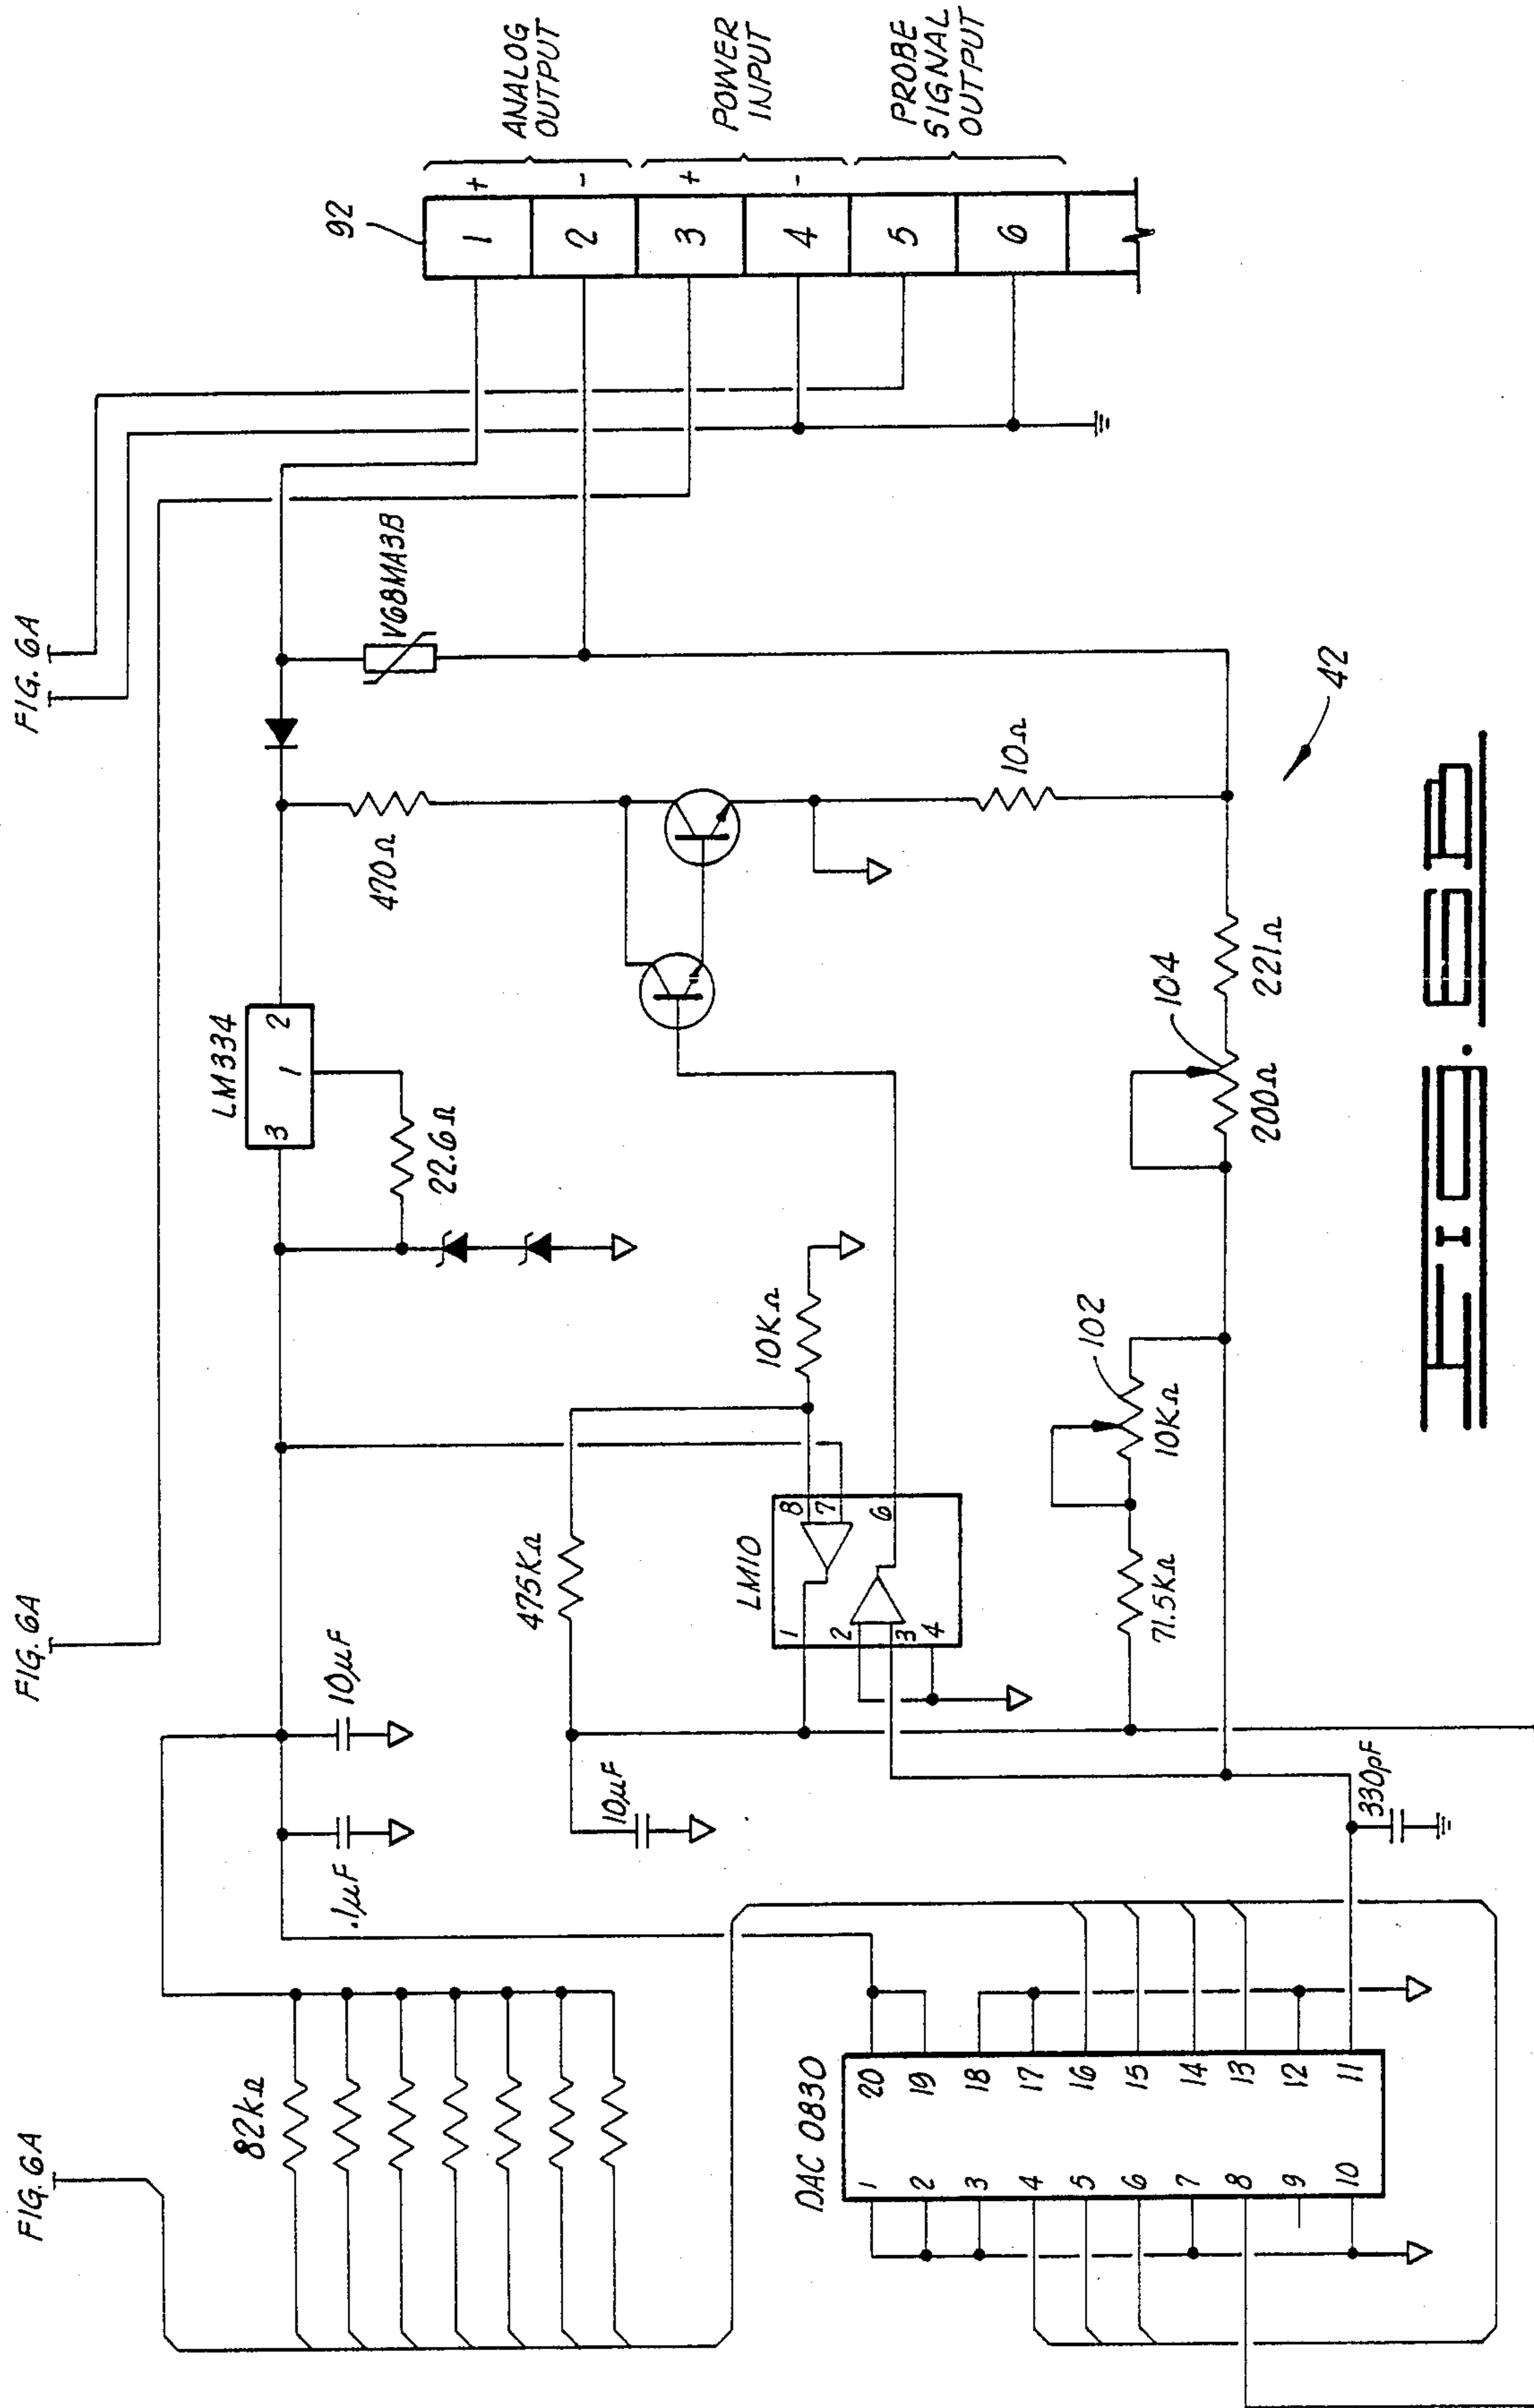 FIG. 6A
FIG. 6A
FIG. 6A
82KΩ
.1µF
10µF
LM334
3
1
2
22.6Ω
470Ω
V68MA3B
92
1
2
3
4
5
6
+
-
+
-
ANALOG
OUTPUT
POWER
INPUT
PROBE
SIGNAL
OUTPUT
475KΩ
10KΩ
10µF
LM10
1
2
3
4
8
7
6
10Ω
DAC 0830
1
2
3
4
5
6
7
8
9
10
20
19
18
17
16
15
14
13
12
11
330pF
71.5KΩ
10KΩ
102
200Ω
104
221Ω
42